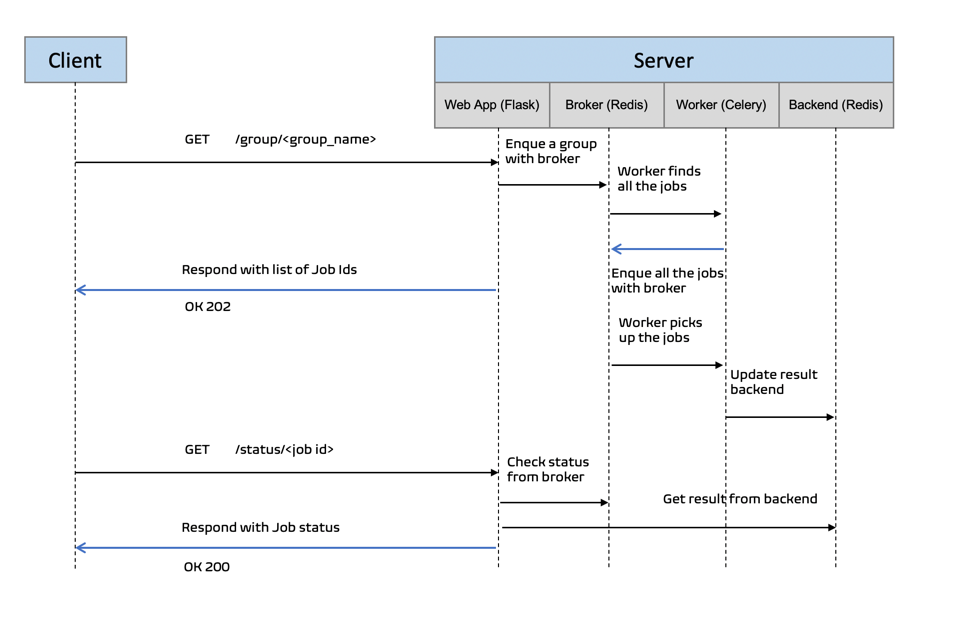 Client
Server
Web App (Flask)
Broker (Redis)
Worker (Celery)
Backend (Redis)
GET /group/<group_name>
Enque a group
with broker
Worker finds
all the jobs
Enque all the jobs
with broker
Respond with list of Job Ids
OK 202
Worker picks
up the jobs
Update result
backend
GET /status/<job id>
Check status
from broker
Get result from backend
Respond with Job status
OK 200